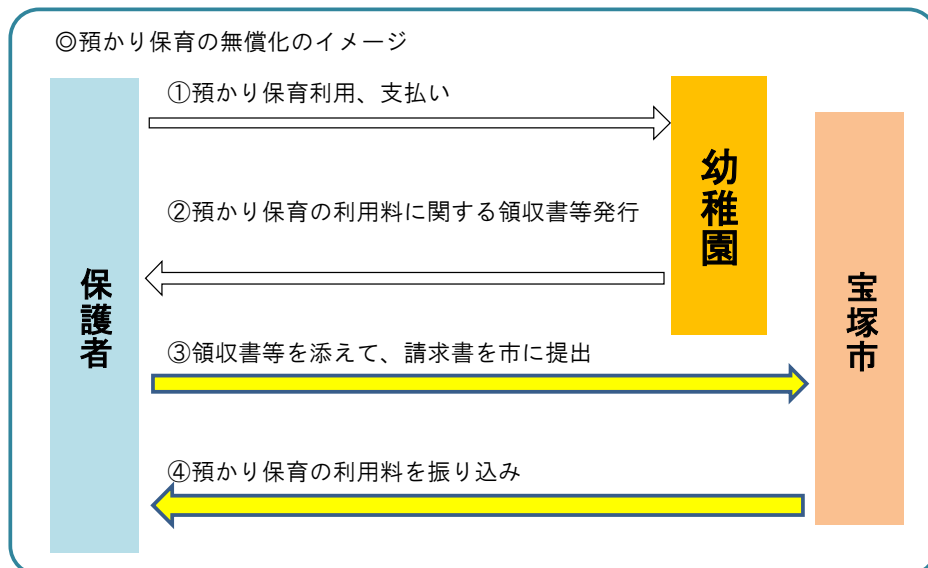 ◎預かり保育の無償化のイメージ
①預かり保育利用、支払い
幼稚園
②預かり保育の利用料に関する領収書等発行
保護者
宝塚市
③領収書等を添えて、請求書を市に提出
④預かり保育の利用料を振り込み